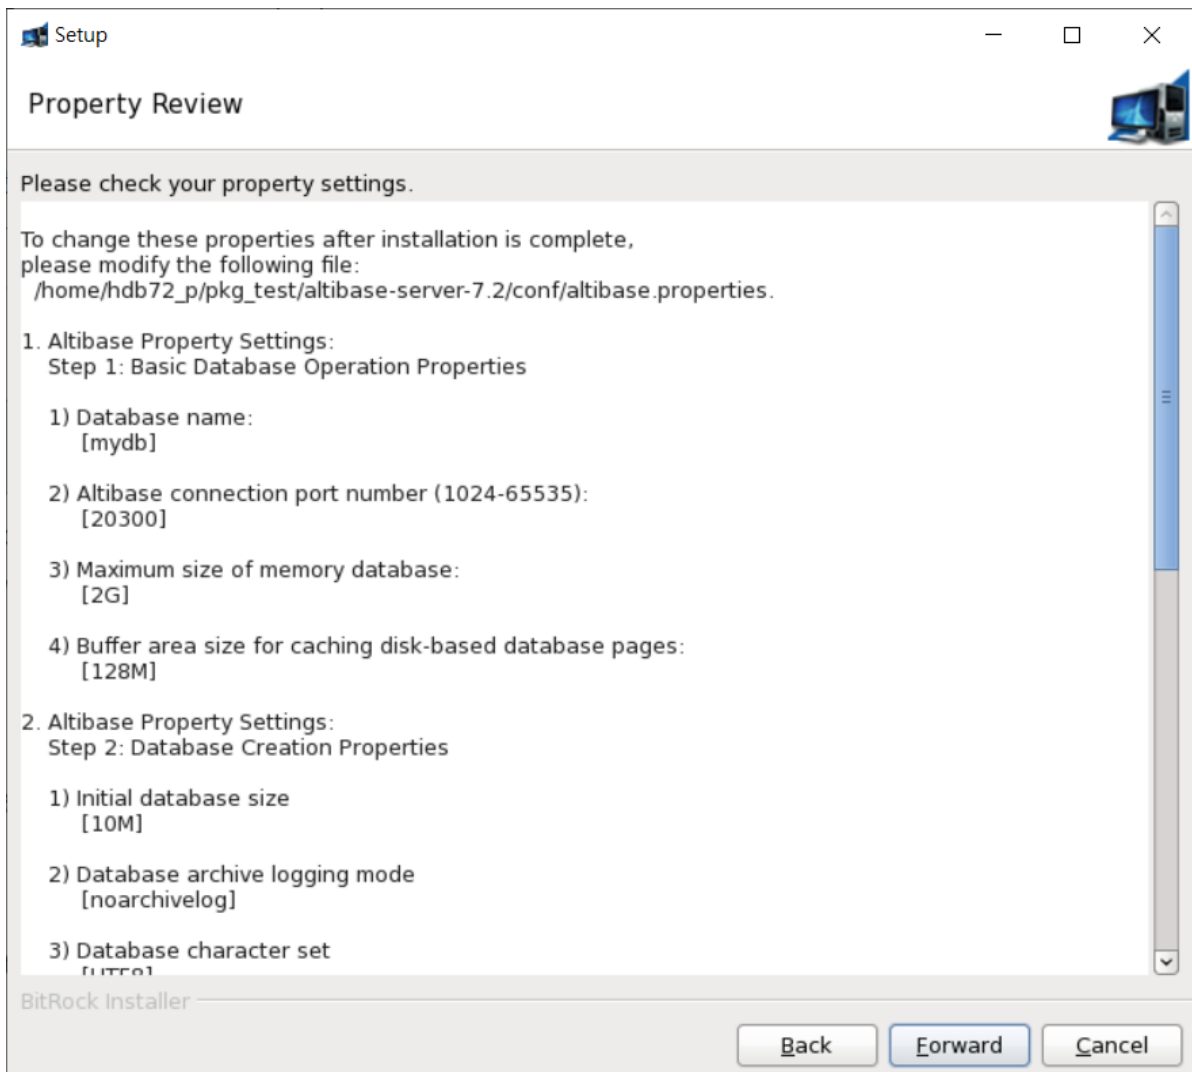 Setup
Property Review
Please check your property settings.
To change these properties after installation is complete,
please modify the following file:
/home/hdb72_p/pkg_test/altibase-server-7.2/conf/altibase.properties.
1. Altibase Property Settings:
Step 1: Basic Database Operation Properties
1) Database name:
[mydb]
2) Altibase connection port number (1024-65535):
[20300]
3) Maximum size of memory database:
[2G]
4) Buffer area size for caching disk-based database pages:
[128M]
2. Altibase Property Settings:
Step 2: Database Creation Properties
1) Initial database size
[10M]
2) Database archive logging mode
[noarchivelog]
3) Database character set
[UTF8]
BitRock Installer
Back Forward Cancel